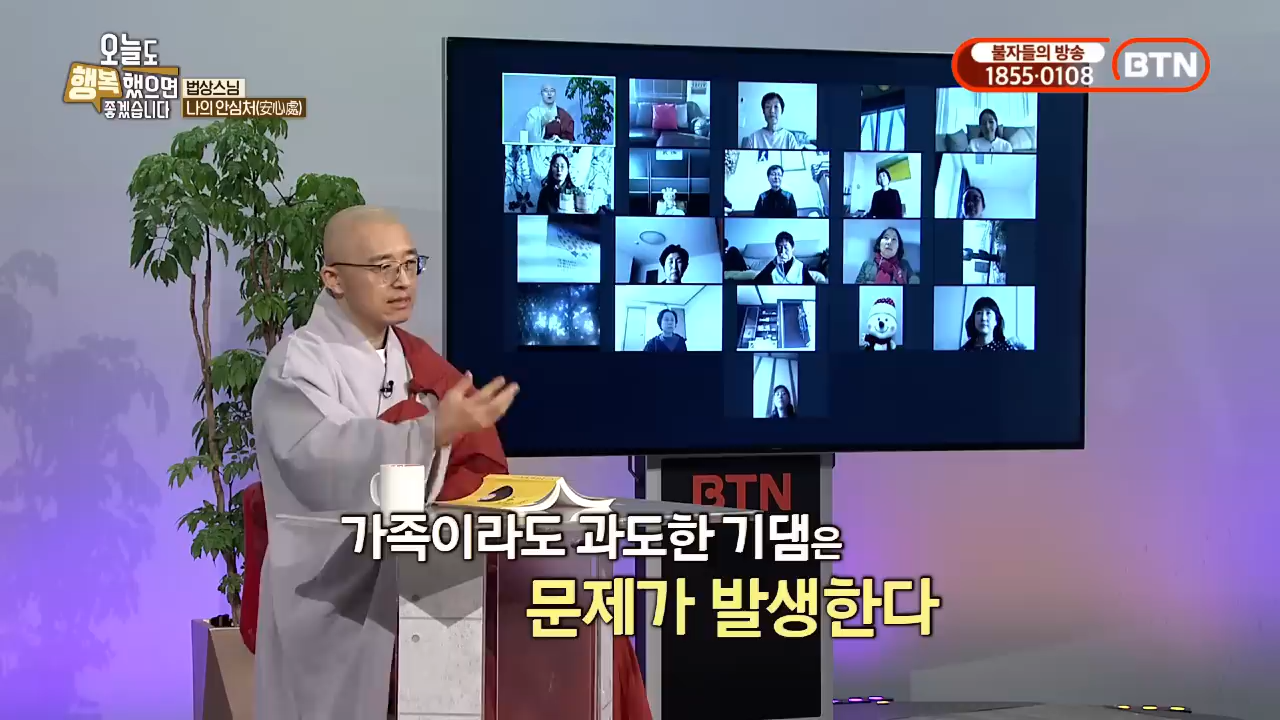 오늘도
행복했으면
좋겠습니다
법상스님
나의 안심처(安心處)
불자들의 방송
1855·0108
BTN
BTN
가족이라도 과도한 기댐은
문제가 발생한다